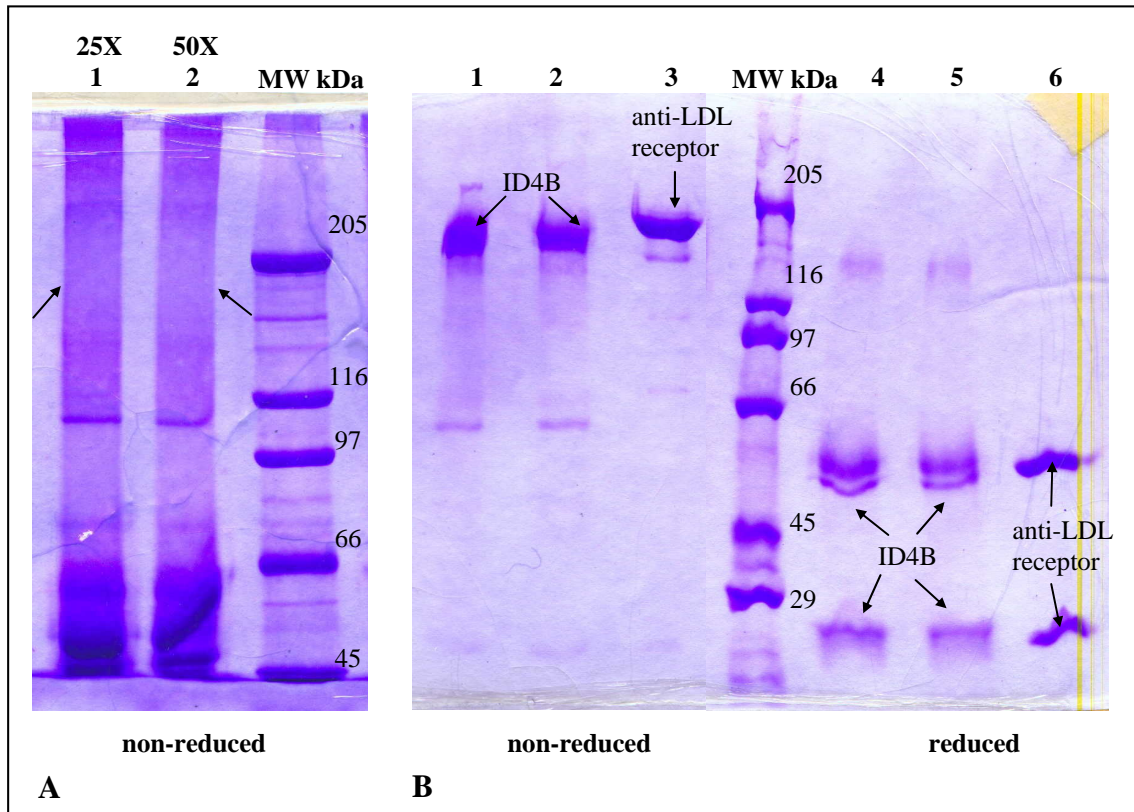 25X 50X
1 2 MW kDa
205
116
97
66
45
non-reduced
A
1 2 3 MW kDa 4 5 6
anti-LDL
receptor
ID4B
205
116
97
66
45
29
ID4B
anti-LDL
receptor
non-reduced reduced
B